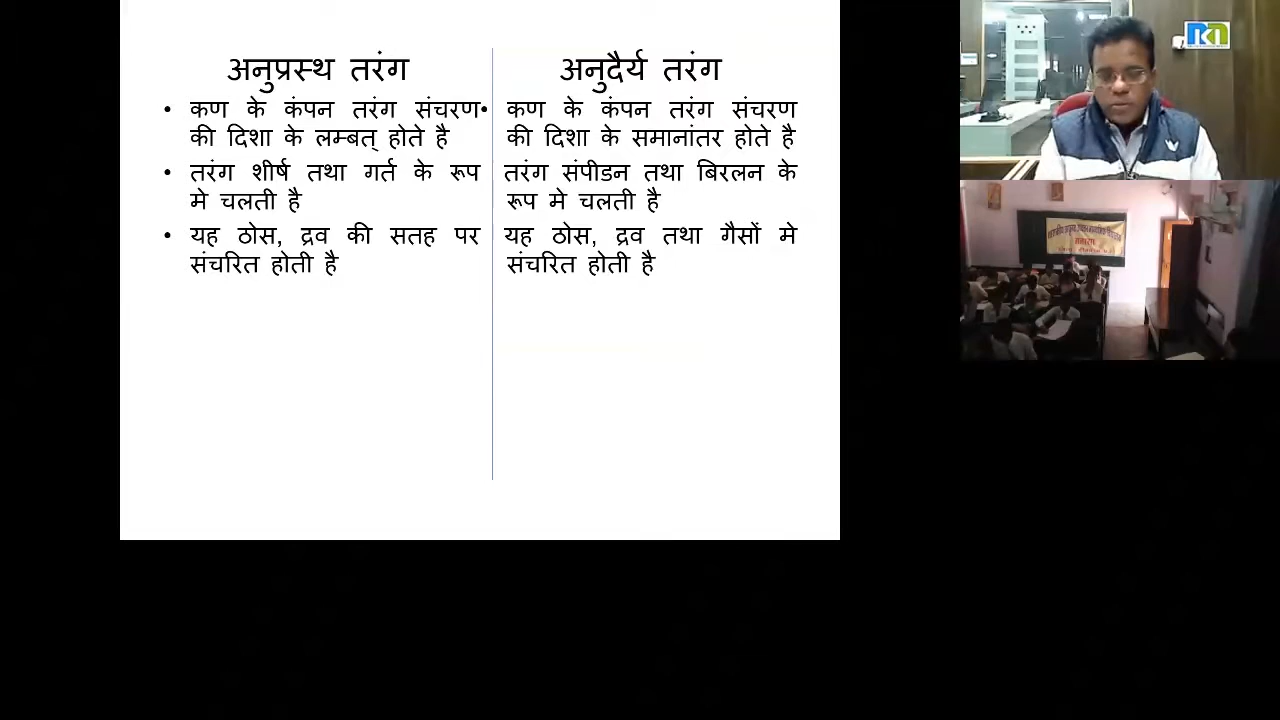 अनुप्रस्थ तरंग
• कण के कंपन तरंग संचरण
की दिशा के लम्बत् होते है
• तरंग शीर्ष तथा गर्त के रूप
मे चलती है
• यह ठोस, द्रव की सतह पर
संचरित होती है
अनुदैर्य तरंग
• कण के कंपन तरंग संचरण
की दिशा के समानांतर होते है
तरंग संपीडन तथा बिरलन के
रूप मे चलती है
यह ठोस, द्रव तथा गैसों मे
संचरित होती है